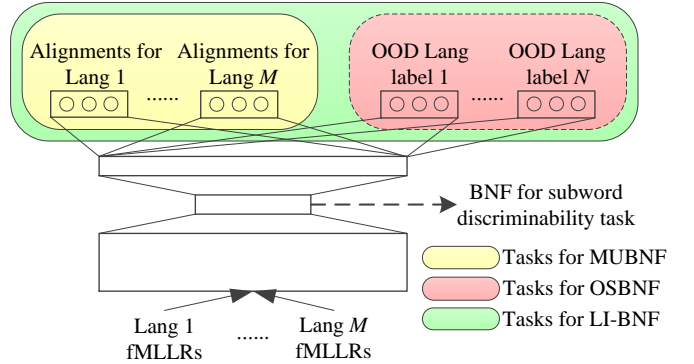 Alignments for Lang 1
Alignments for Lang M
OOD Lang label 1
OOD Lang label N
......
......
BNF for subword
discriminability task
Tasks for MUBNF
Tasks for OSBNF
Tasks for LI-BNF
Lang 1
fMLLRs
......
Lang M
fMLLRs